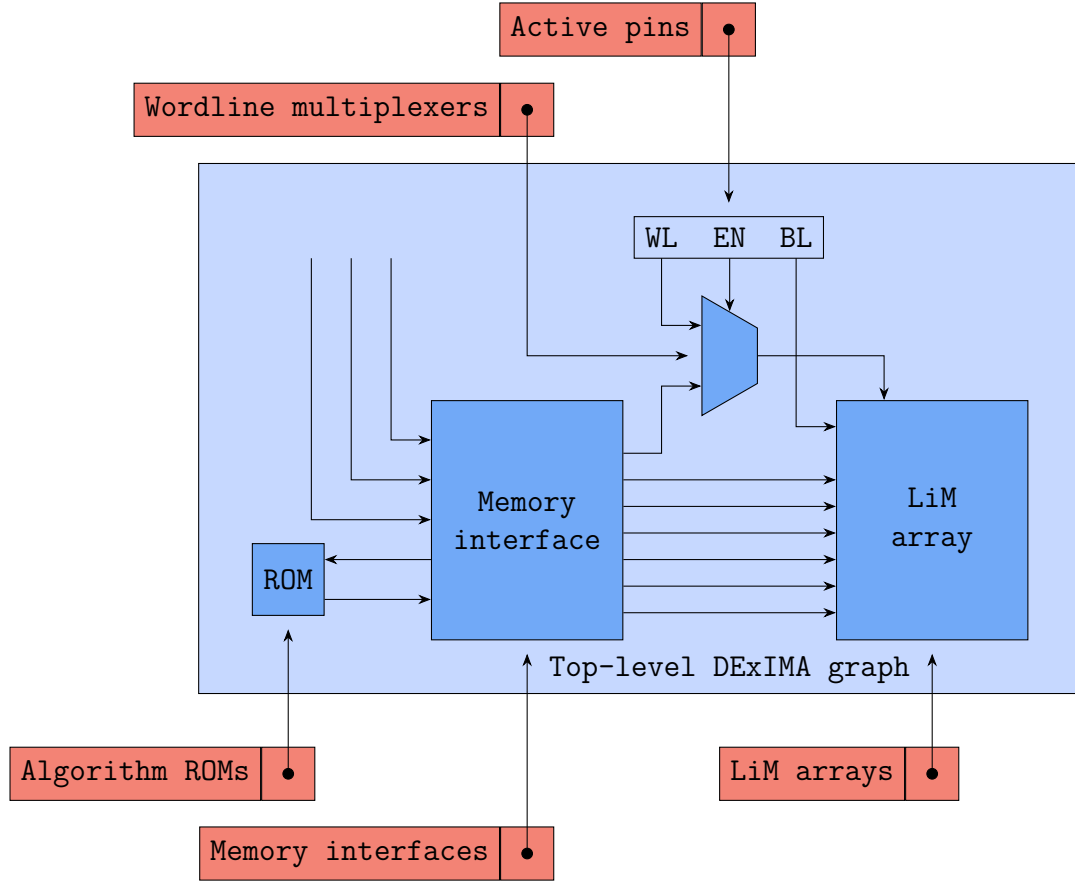 Active pins
Wordline multiplexers
WL EN BL
Memory
interface
LiM
array
ROM
Top-level DExIMA graph
Algorithm ROMs
LiM arrays
Memory interfaces